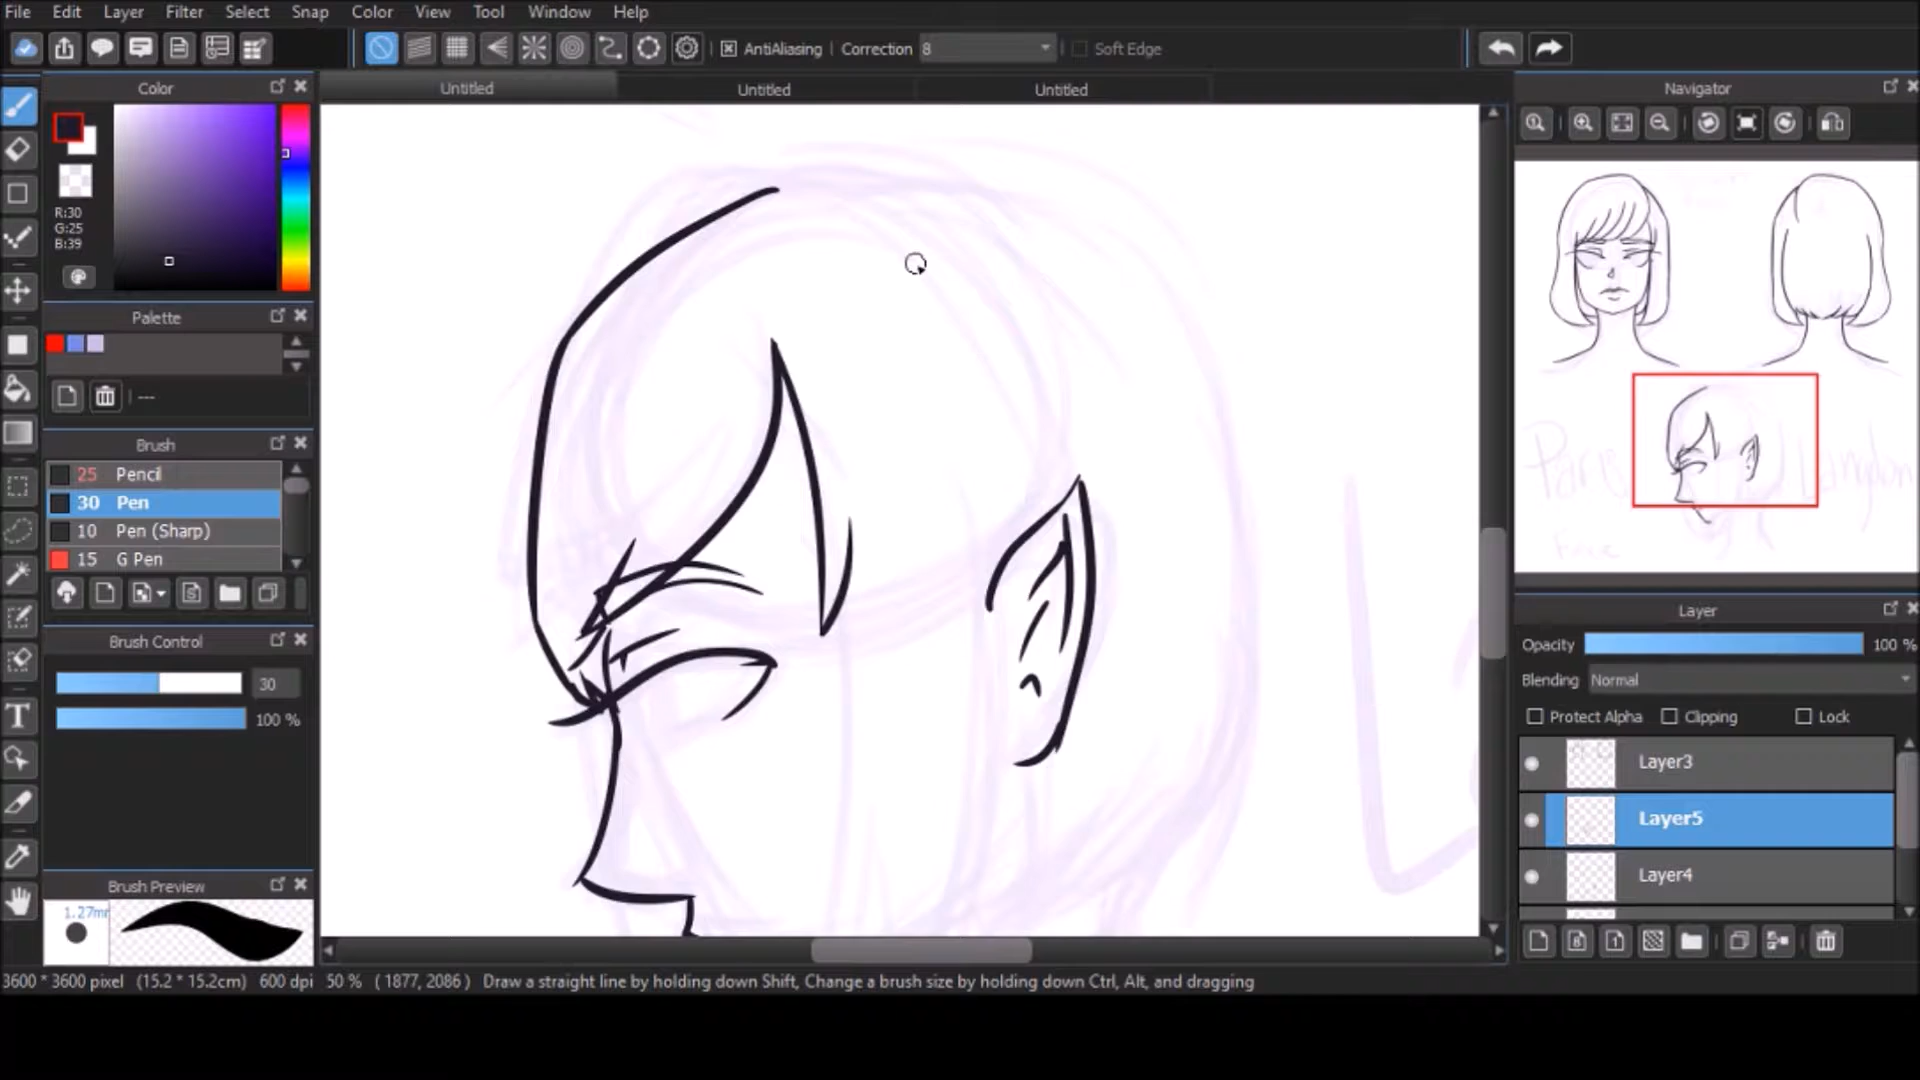 File Edit Layer Filter Select Snap Color View Tool Window Help
AntiAliasing Correction 8 Soft Edge
Color
Untitled Untitled Untitled
Navigator
R:30
G:25
B:39
Palette
---
Brush
25 Pencil
30 Pen
10 Pen (Sharp)
15 G Pen
Brush Control
30
100 %
Brush Preview
Layer
Opacity 100 %
Blending Normal
Protect Alpha Clipping Lock
Layer3
Layer5
Layer4
3600 * 3600 pixel (15.2 * 15.2cm) 600 dpi 50 % ( 1877, 2086 ) Draw a straight line by holding down Shift, Change a brush size by holding down Ctrl, Alt, and dragging